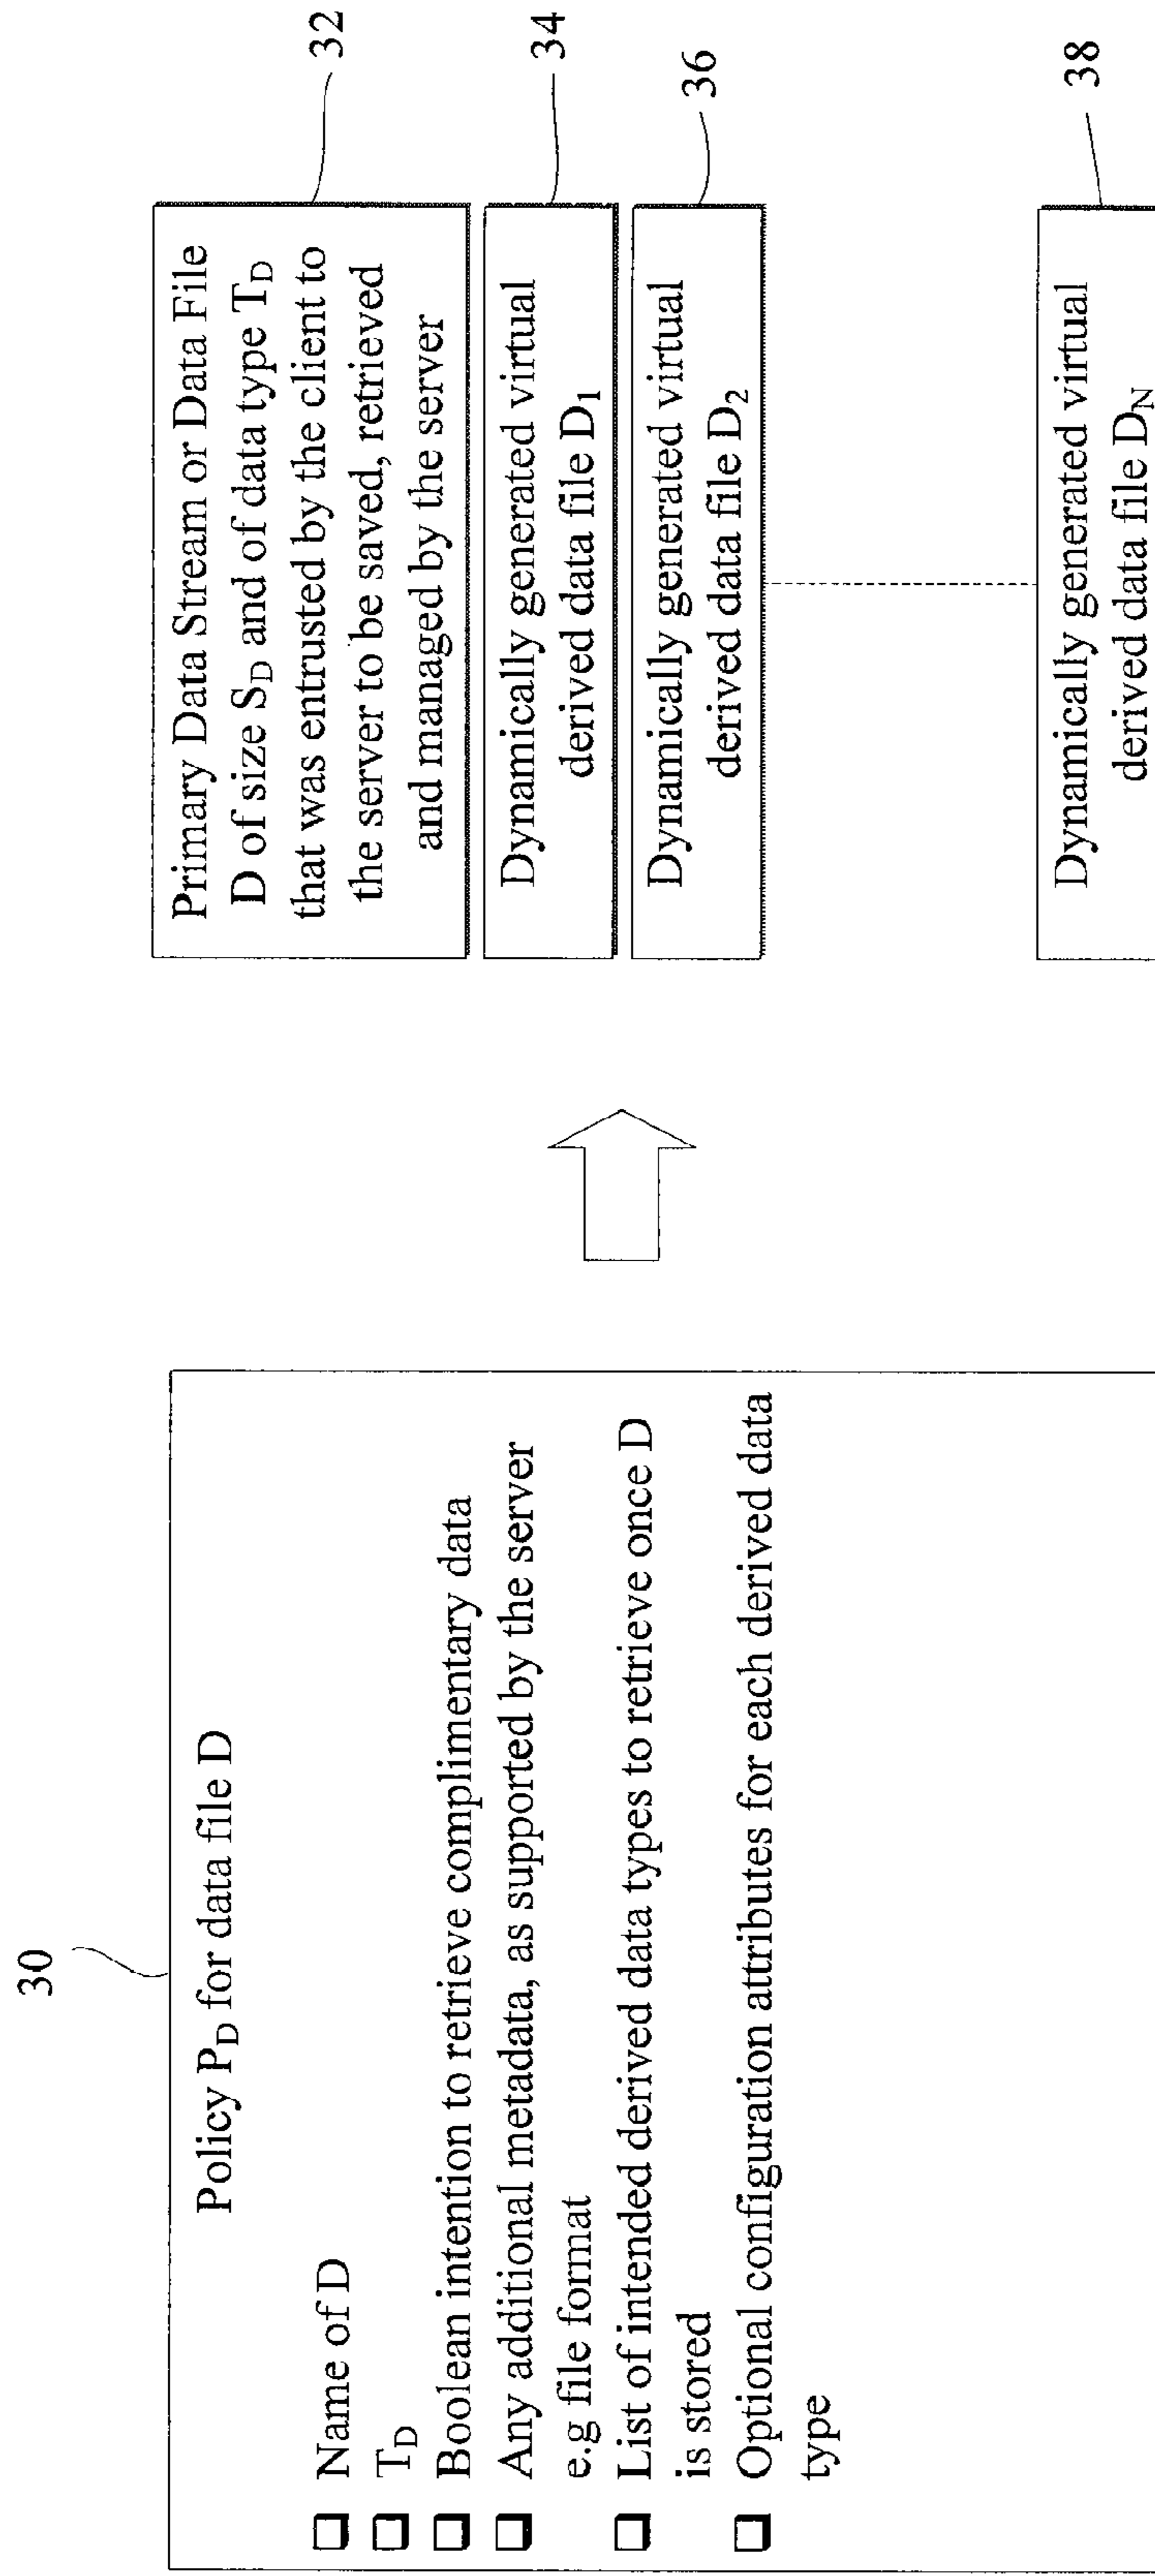 30
Policy P_D for data file D
❑ Name of D
❑ T_D
❑ Boolean intention to retrieve complimentary data
❑ Any additional metadata, as supported by the server
e.g file format
❑ List of intended derived data types to retrieve once D
is stored
❑ Optional configuration attributes for each derived data
type
Primary Data Stream or Data File
D of size S_D and of data type T_D
that was entrusted by the client to
the server to be saved, retrieved
and managed by the server
32
Dynamically generated virtual
derived data file D_1
34
Dynamically generated virtual
derived data file D_2
36
Dynamically generated virtual
derived data file D_N
38